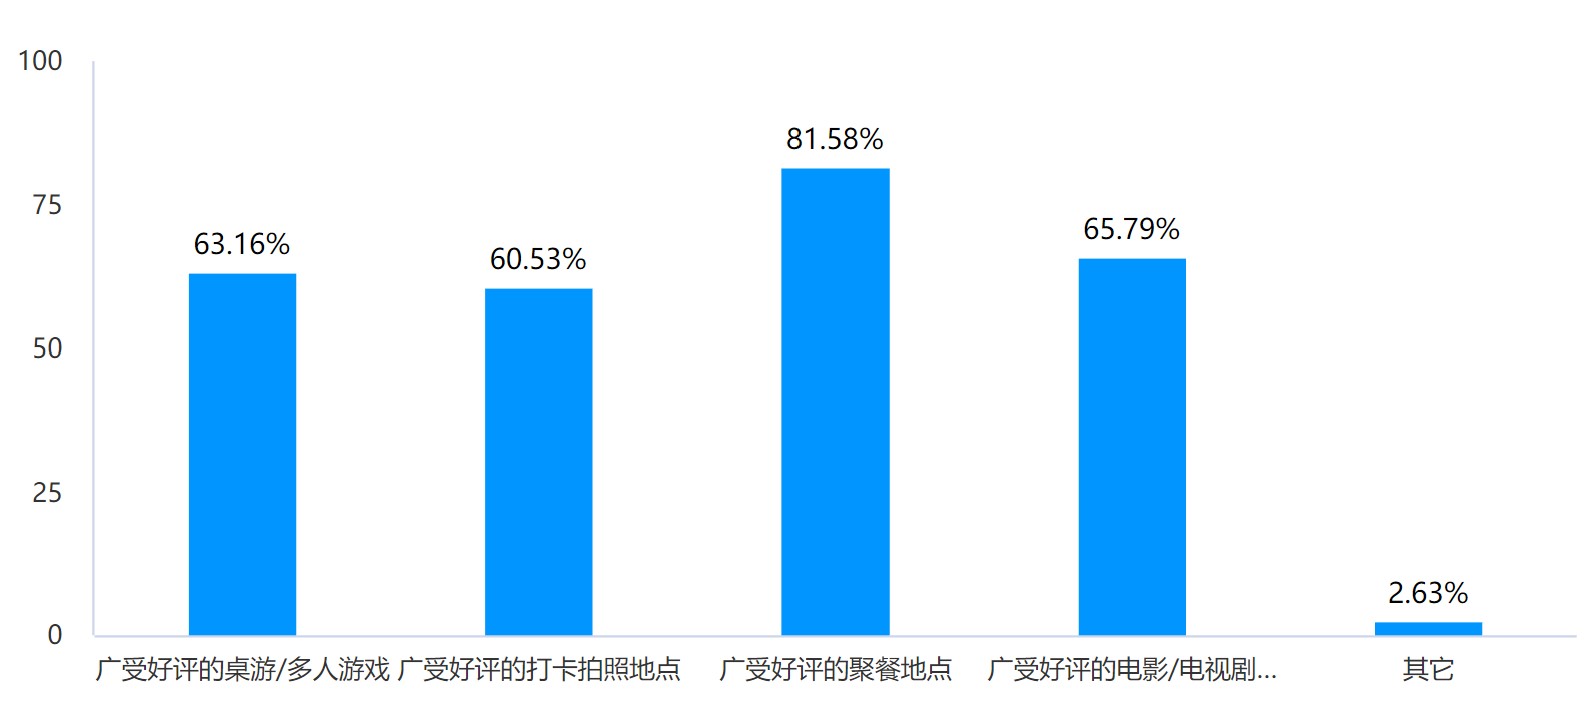 100
75
50
25
0
63.16%
60.53%
81.58%
65.79%
2.63%
广受好评的桌游/多人游戏
广受好评的打卡拍照地点
广受好评的聚餐地点
广受好评的电影/电视剧...
其它